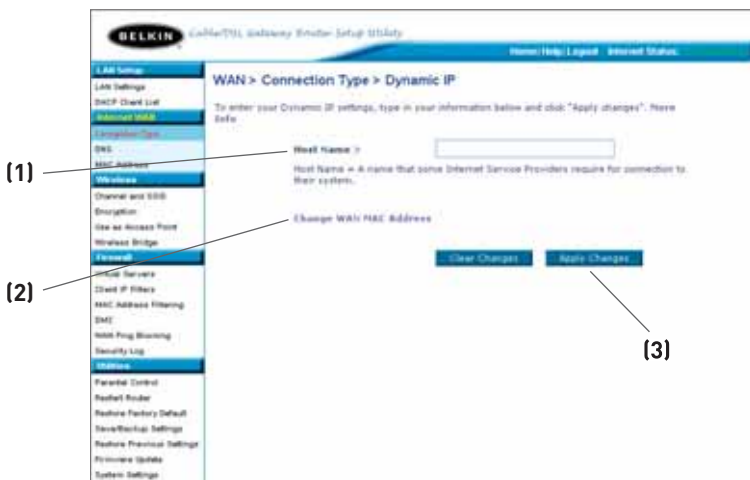 BELKIN Cable/DSL Gateway Router Setup Utility
Home|Help|Logout Internet Status:
LAN Setup
LAN Settings
DHCP Client List
Internet WAN
Connection Type
DNS
MAC Address
Wireless
Channel and SSID
Encryption
Use as Access Point
Wireless Bridge
Firewall
Virtual Servers
Client IP Filters
MAC Address Filtering
DMZ
WAN Ping Blocking
Security Log
Utilities
Parental Control
Restart Router
Restore Factory Default
Save/Backup Settings
Restore Previous Settings
Firmware Update
System Settings
WAN > Connection Type > Dynamic IP
To enter your Dynamic IP settings, type in your information below and click "Apply changes". More
Info
Host Name >
Host Name = A name that some Internet Service Providers require for connection to
their system.
Change WAN MAC Address
Clear Changes Apply Changes
(1)
(2)
(3)